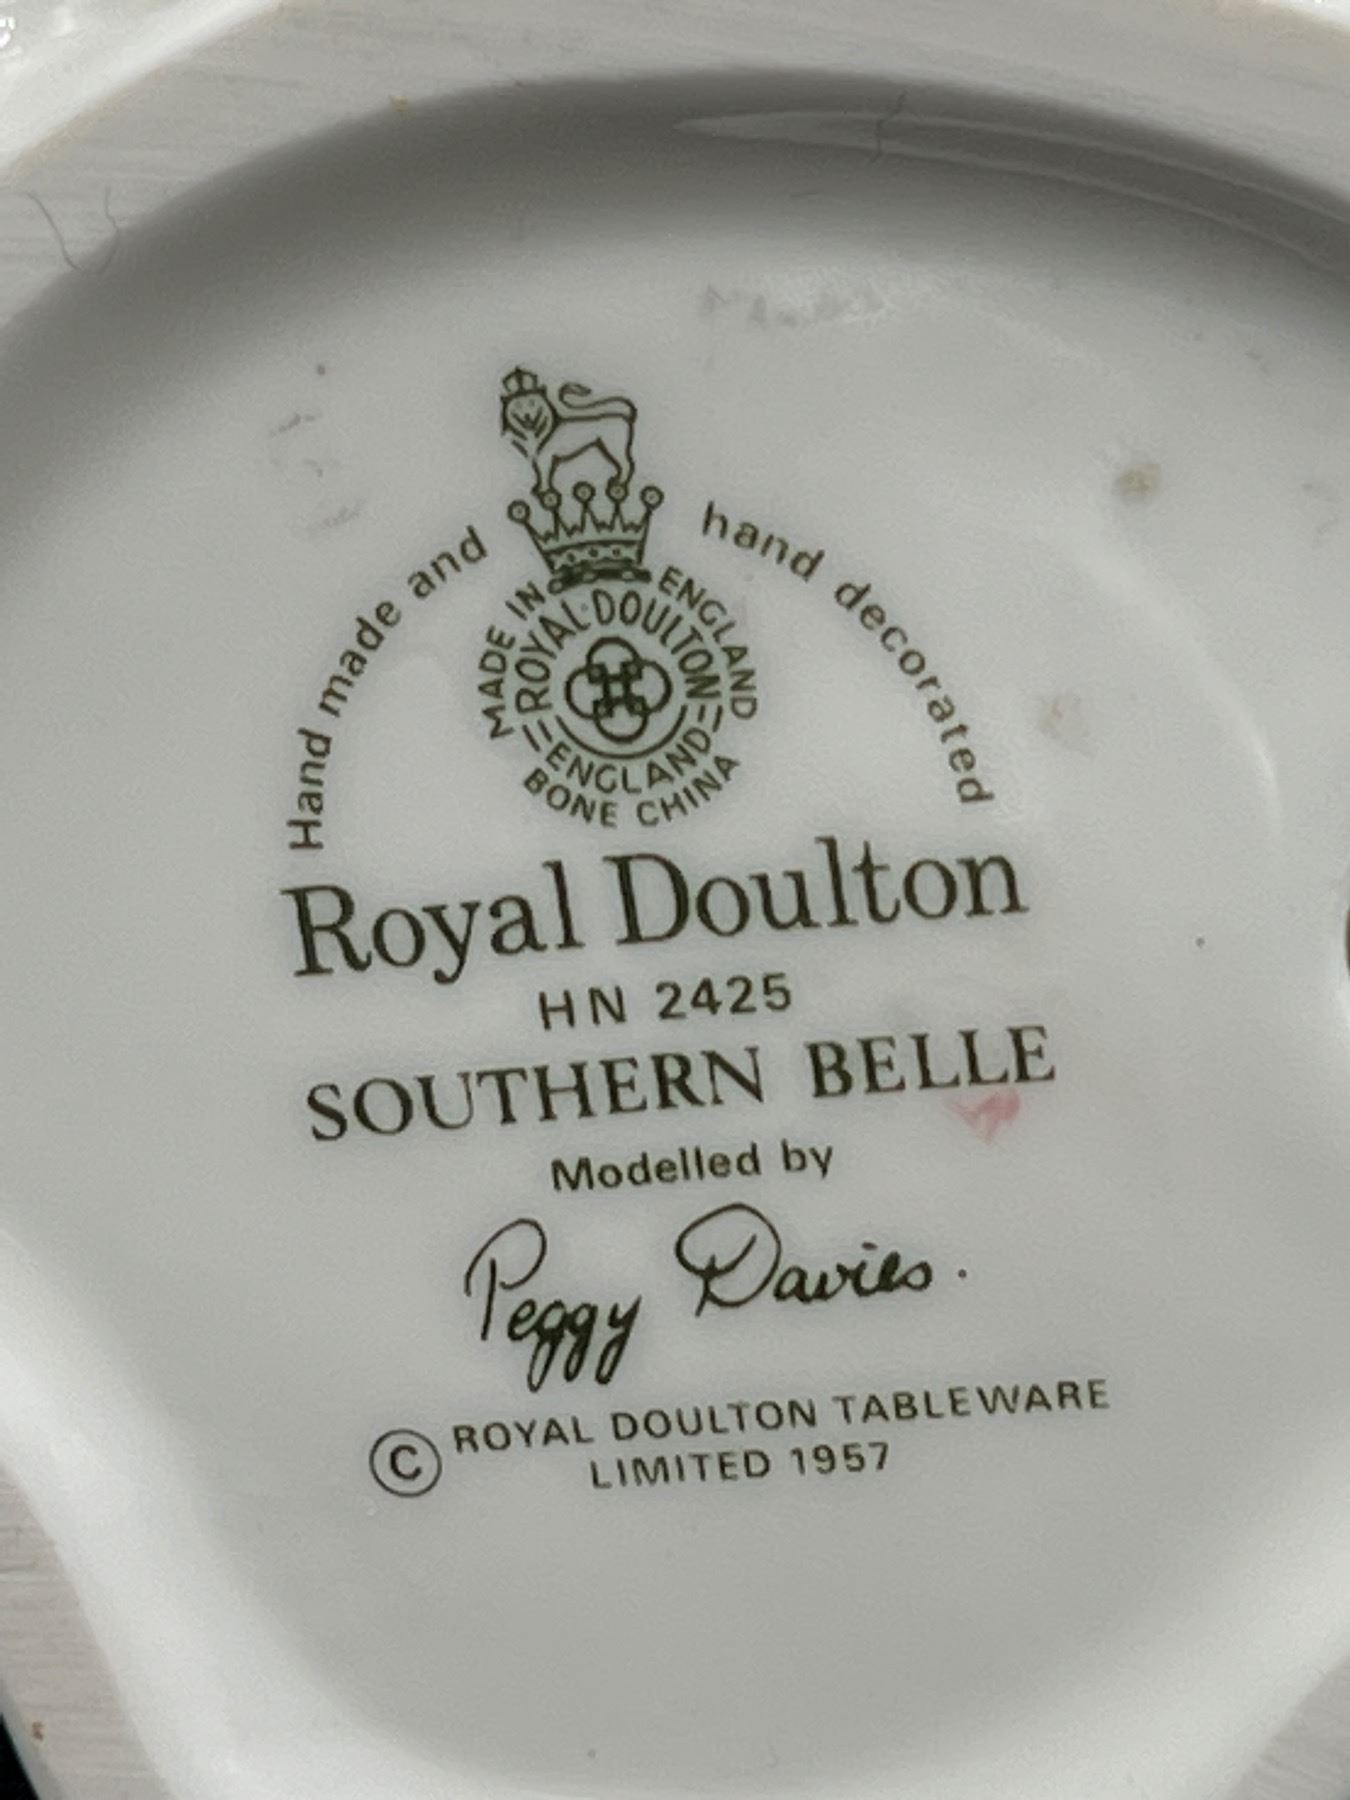 Hand made and hand decorated
MADE IN ENGLAND
ROYAL·DOULTON
ENGLAND
BONE CHINA
Royal Doulton
HN 2425
SOUTHERN BELLE
Modelled by
Peggy Davies.
© ROYAL DOULTON TABLEWARE
LIMITED 1957